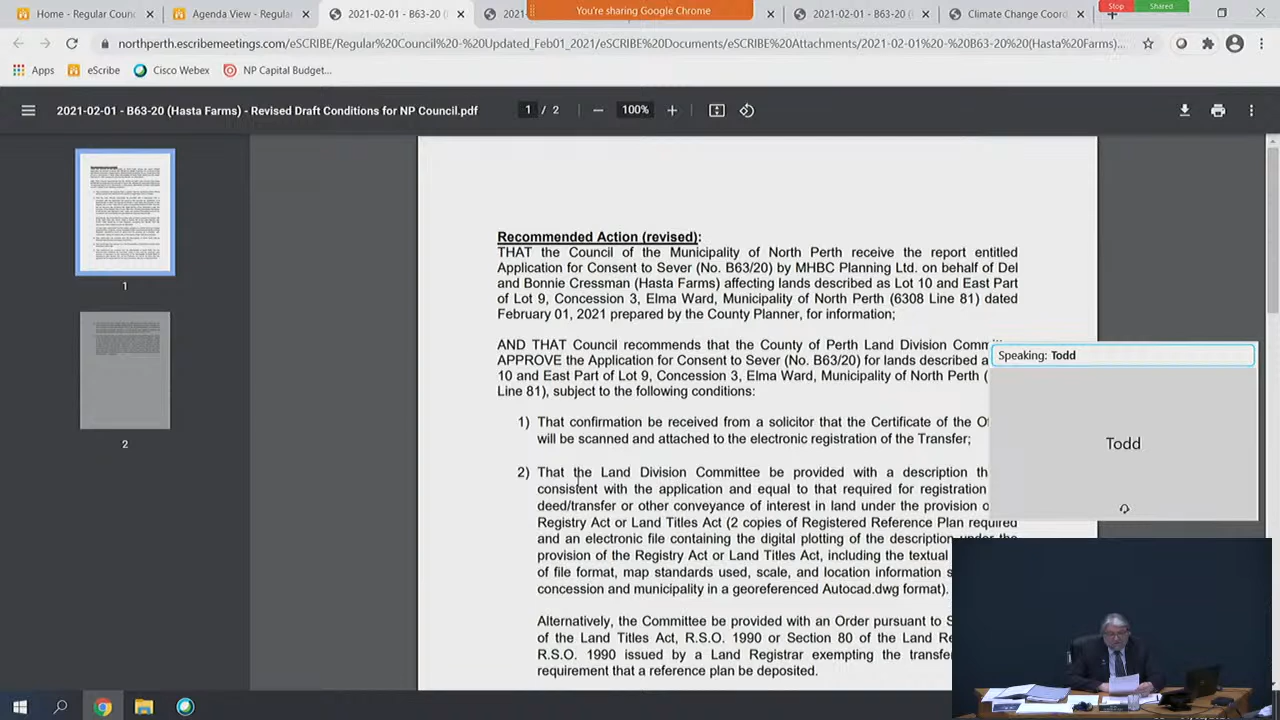 Home - Regular Counc
Agenda View - Regular
2021-02-01 - B63-20
2021
You're sharing Google Chrome
2021-02-01 - B63-20 (
Climate Change Coord
Stop
Shared
northperth.escribemeetings.com/eSCRIBE/Regular%20Council%20-%20Updated_Feb01_2021/eSCRIBE%20Documents/eSCRIBE%20Attachments/2021-02-01%20-%20B63-20%20(Hasta%20Farms)...
Apps
eScribe
Cisco Webex
NP Capital Budget...
2021-02-01 - B63-20 (Hasta Farms) - Revised Draft Conditions for NP Council.pdf
1 / 2
100%
1
2
Recommended Action (revised):
THAT the Council of the Municipality of North Perth receive the report entitled
Application for Consent to Sever (No. B63/20) by MHBC Planning Ltd. on behalf of Del
and Bonnie Cressman (Hasta Farms) affecting lands described as Lot 10 and East Part
of Lot 9, Concession 3, Elma Ward, Municipality of North Perth (6308 Line 81) dated
February 01, 2021 prepared by the County Planner, for information;
AND THAT Council recommends that the County of Perth Land Division Comm
APPROVE the Application for Consent to Sever (No. B63/20) for lands described a
10 and East Part of Lot 9, Concession 3, Elma Ward, Municipality of North Perth (
Line 81), subject to the following conditions:
1) That confirmation be received from a solicitor that the Certificate of the Of
will be scanned and attached to the electronic registration of the Transfer;
2) That the Land Division Committee be provided with a description th
consistent with the application and equal to that required for registration
deed/transfer or other conveyance of interest in land under the provision o
Registry Act or Land Titles Act (2 copies of Registered Reference Plan required
and an electronic file containing the digital plotting of the description under the
provision of the Registry Act or Land Titles Act, including the textual
of file format, map standards used, scale, and location information s
concession and municipality in a georeferenced Autocad.dwg format).
Alternatively, the Committee be provided with an Order pursuant to S
of the Land Titles Act, R.S.O. 1990 or Section 80 of the Land Re
R.S.O. 1990 issued by a Land Registrar exempting the transfer
requirement that a reference plan be deposited.
Speaking: Todd
Todd